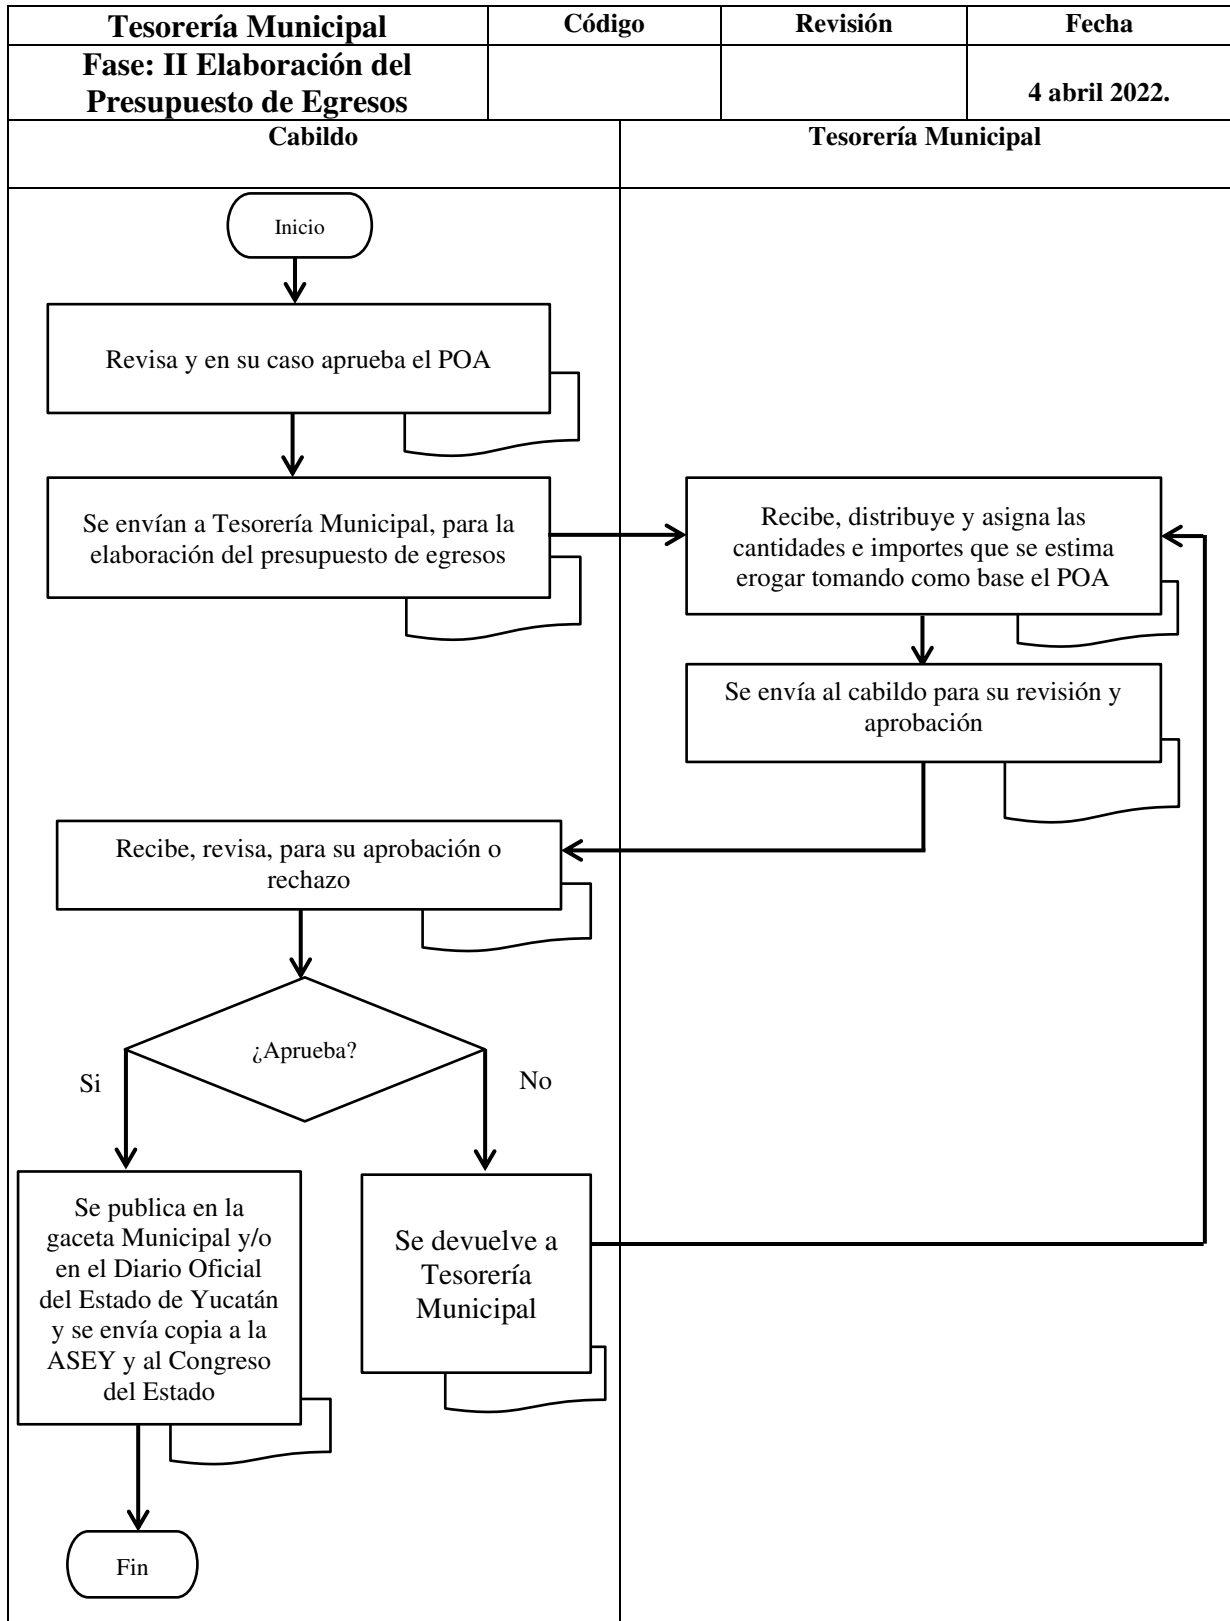 Tesorería Municipal
Código
Revisión
Fecha
Fase: II Elaboración del
Presupuesto de Egresos
4 abril 2022.
Cabildo
Tesorería Municipal
Inicio
Revisa y en su caso aprueba el POA
Se envían a Tesorería Municipal, para la
elaboración del presupuesto de egresos
Recibe, distribuye y asigna las
cantidades e importes que se estima
erogar tomando como base el POA
Se envía al cabildo para su revisión y
aprobación
Recibe, revisa, para su aprobación o
rechazo
¿Aprueba?
Si
No
Se publica en la
gaceta Municipal y/o
en el Diario Oficial
del Estado de Yucatán
y se envía copia a la
ASEY y al Congreso
del Estado
Se devuelve a
Tesorería
Municipal
Fin